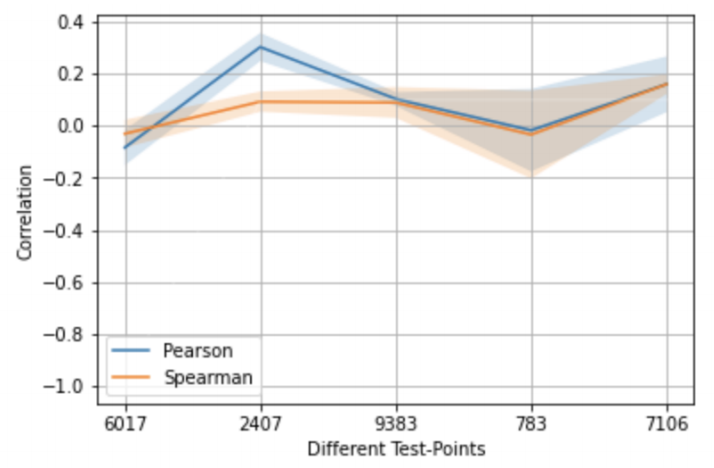 0.4
0.2
0.0
−0.2
−0.4
−0.6
−0.8
−1.0
Correlation
Pearson
Spearman
6017 2407 9383 783 7106
Different Test-Points